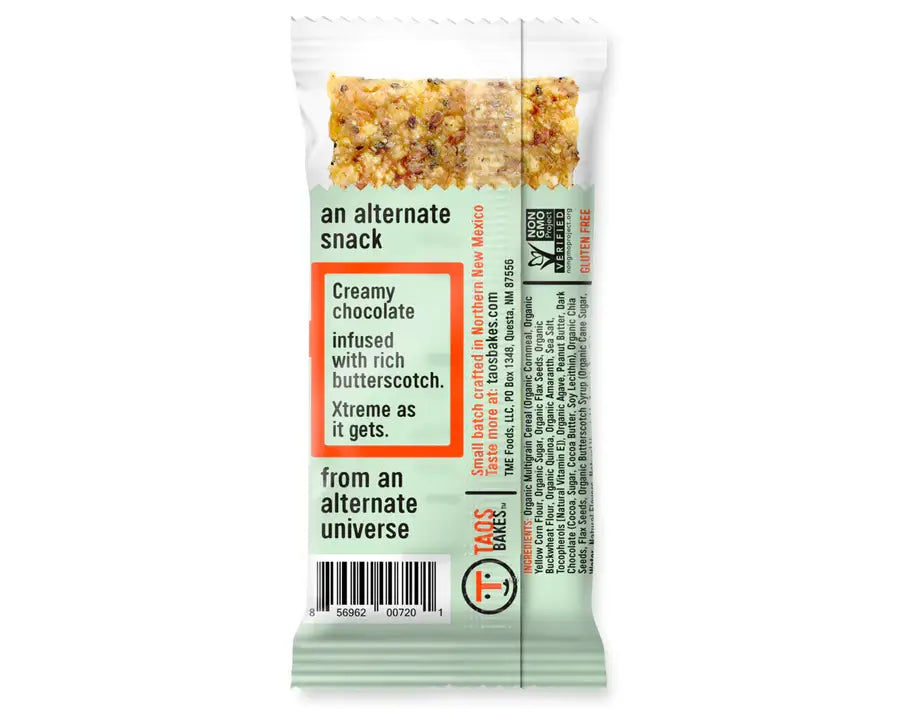 an alternate
snack
Creamy
chocolate
infused
with rich
butterscotch.
Xtreme as
it gets.
from an
alternate
universe
8 56962 00720 1
Small batch crafted in Northern New Mexico
Taste more at: taosbakes.com
TME Foods, LLC, PO Box 1348, Questa, NM 87556
TAOS
BAKES™
T
NON
GMO
Project
VERIFIED
nongmoproject.org
GLUTEN FREE
INGREDIENTS: Organic Multigrain Cereal (Organic Cornmeal, Organic
Yellow Corn Flour, Organic Sugar, Organic Flax Seeds, Organic
Buckwheat Flour, Organic Quinoa, Organic Amaranth, Sea Salt,
Tocopherols [Natural Vitamin E]), Organic Agave, Peanut Butter, Dark
Chocolate (Cocoa, Sugar, Cocoa Butter, Soy Lecithin), Organic Chia
Seeds, Flax Seeds, Organic Butterscotch Syrup (Organic Cane Sugar,
Water, Natural Flavors,